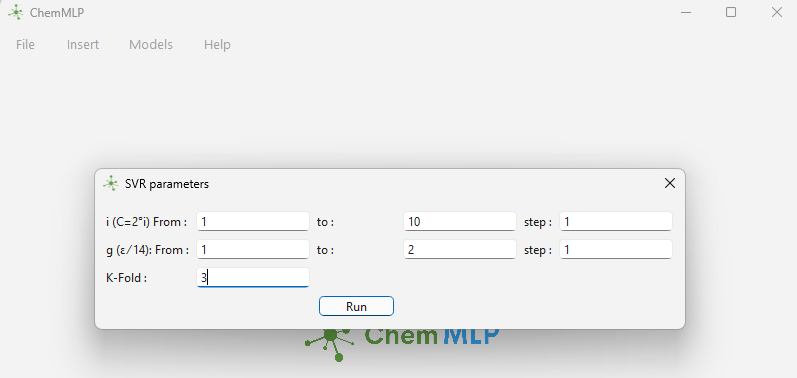 ChemMLP
File Insert Models Help
SVR parameters
i (C=2^i) From : 1 to : 10 step : 1
g (ε/14): From : 1 to : 2 step : 1
K-Fold : 3
Run
Chem MLP